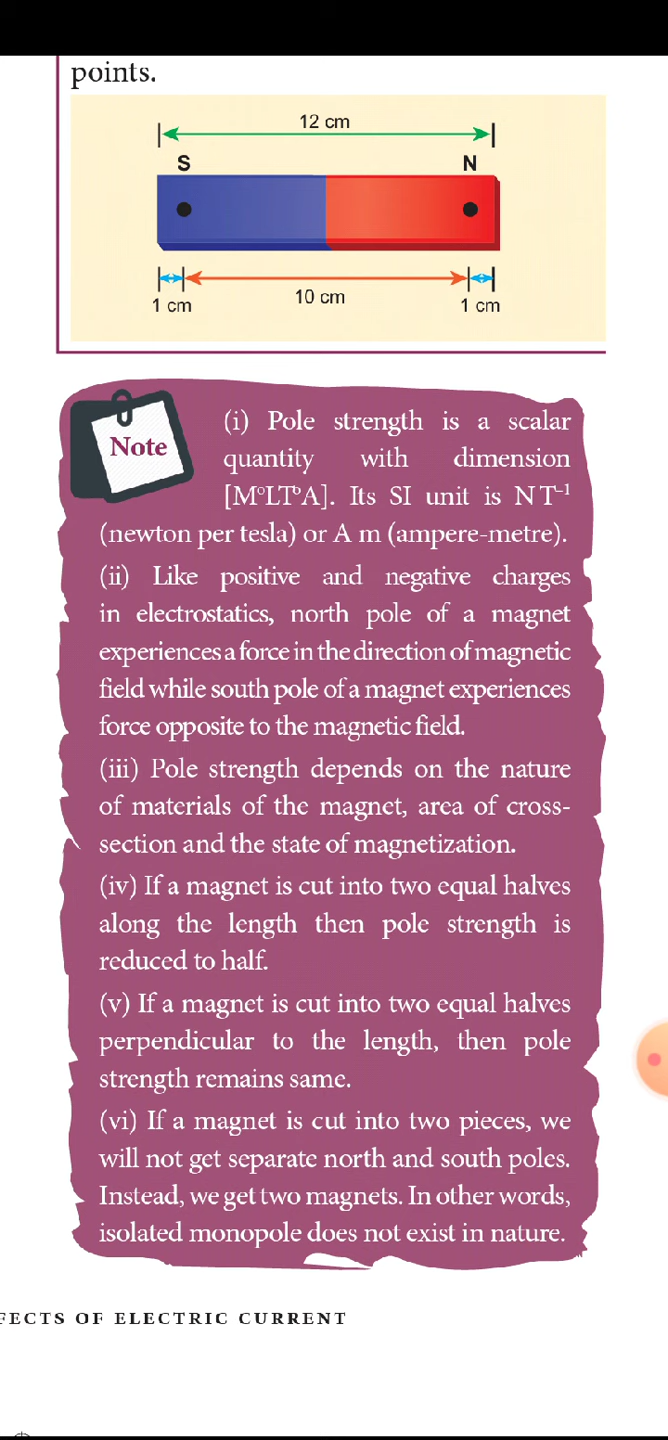 points.
12 cm
S N
1 cm 10 cm 1 cm
Note
(i) Pole strength is a scalar
quantity with dimension
[M⁰LT⁰A]. Its SI unit is N T⁻¹
(newton per tesla) or A m (ampere-metre).
(ii) Like positive and negative charges
in electrostatics, north pole of a magnet
experiences a force in the direction of magnetic
field while south pole of a magnet experiences
force opposite to the magnetic field.
(iii) Pole strength depends on the nature
of materials of the magnet, area of cross-
section and the state of magnetization.
(iv) If a magnet is cut into two equal halves
along the length then pole strength is
reduced to half.
(v) If a magnet is cut into two equal halves
perpendicular to the length, then pole
strength remains same.
(vi) If a magnet is cut into two pieces, we
will not get separate north and south poles.
Instead, we get two magnets. In other words,
isolated monopole does not exist in nature.
FECTS OF ELECTRIC CURRENT